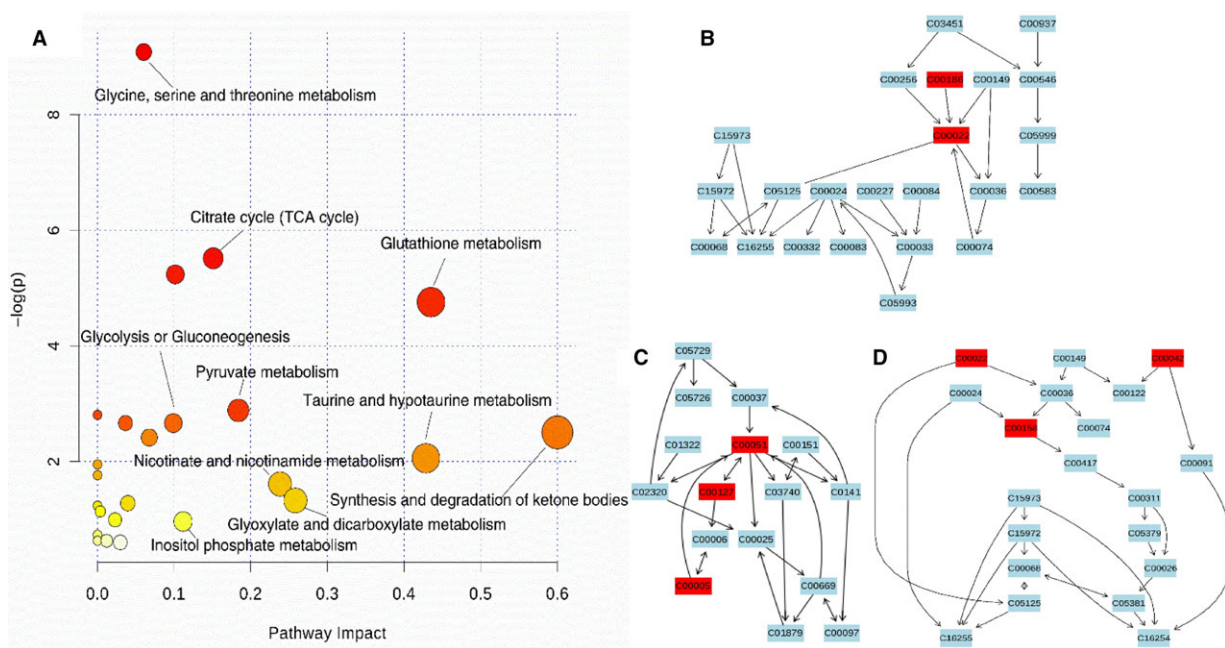 A
Glycine, serine and threonine metabolism
Citrate cycle (TCA cycle)
Glutathione metabolism
Glycolysis or Gluconeogenesis
Pyruvate metabolism
Taurine and hypotaurine metabolism
Nicotinate and nicotinamide metabolism
Synthesis and degradation of ketone bodies
Glyoxylate and dicarboxylate metabolism
Inositol phosphate metabolism
−log(p)
8
6
4
2
0.0 0.1 0.2 0.3 0.4 0.5 0.6
Pathway Impact
B
C03451 C00937
C00256 C00186 C00149 C00546
C15973 C00022 C05999
C15972 C05125 C00024 C00227 C00084 C00036 C00583
C00068 C16255 C00332 C00083 C00033 C00074
C05993
C
C05729
C05726 C00037
C01322 C00051 C00151
C02320 C00127 C03740 C0141
C00006 C00025
C00005 C00669
C01879 C00097
D
C00022 C00149 C00042
C00024 C00036 C00122
C00158 C00074
C00417 C00091
C15973 C00311
C15972 C05379
C00068 C00026
C05125 C05381
C16255 C16254